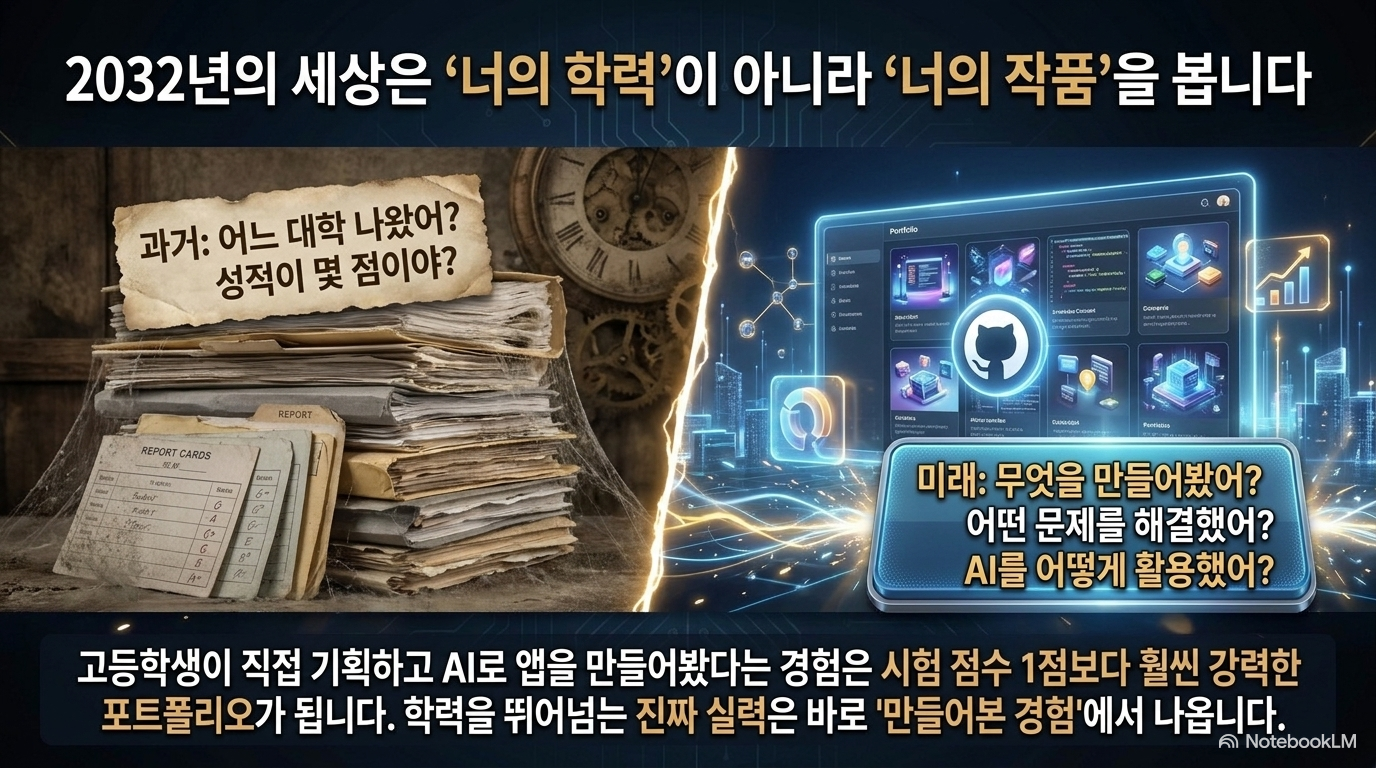 2032년의 세상은 ‘너의 학력’이 아니라 ‘너의 작품’을 봅니다
과거: 어느 대학 나왔어?
성적이 몇 점이야?
REPORT
REPORT CARDS
Portfolio
미래: 무엇을 만들어봤어?
어떤 문제를 해결했어?
AI를 어떻게 활용했어?
고등학생이 직접 기획하고 AI로 앱을 만들어봤다는 경험은 시험 점수 1점보다 훨씬 강력한
포트폴리오가 됩니다. 학력을 뛰어넘는 진짜 실력은 바로 '만들어본 경험'에서 나옵니다.
NotebookLM